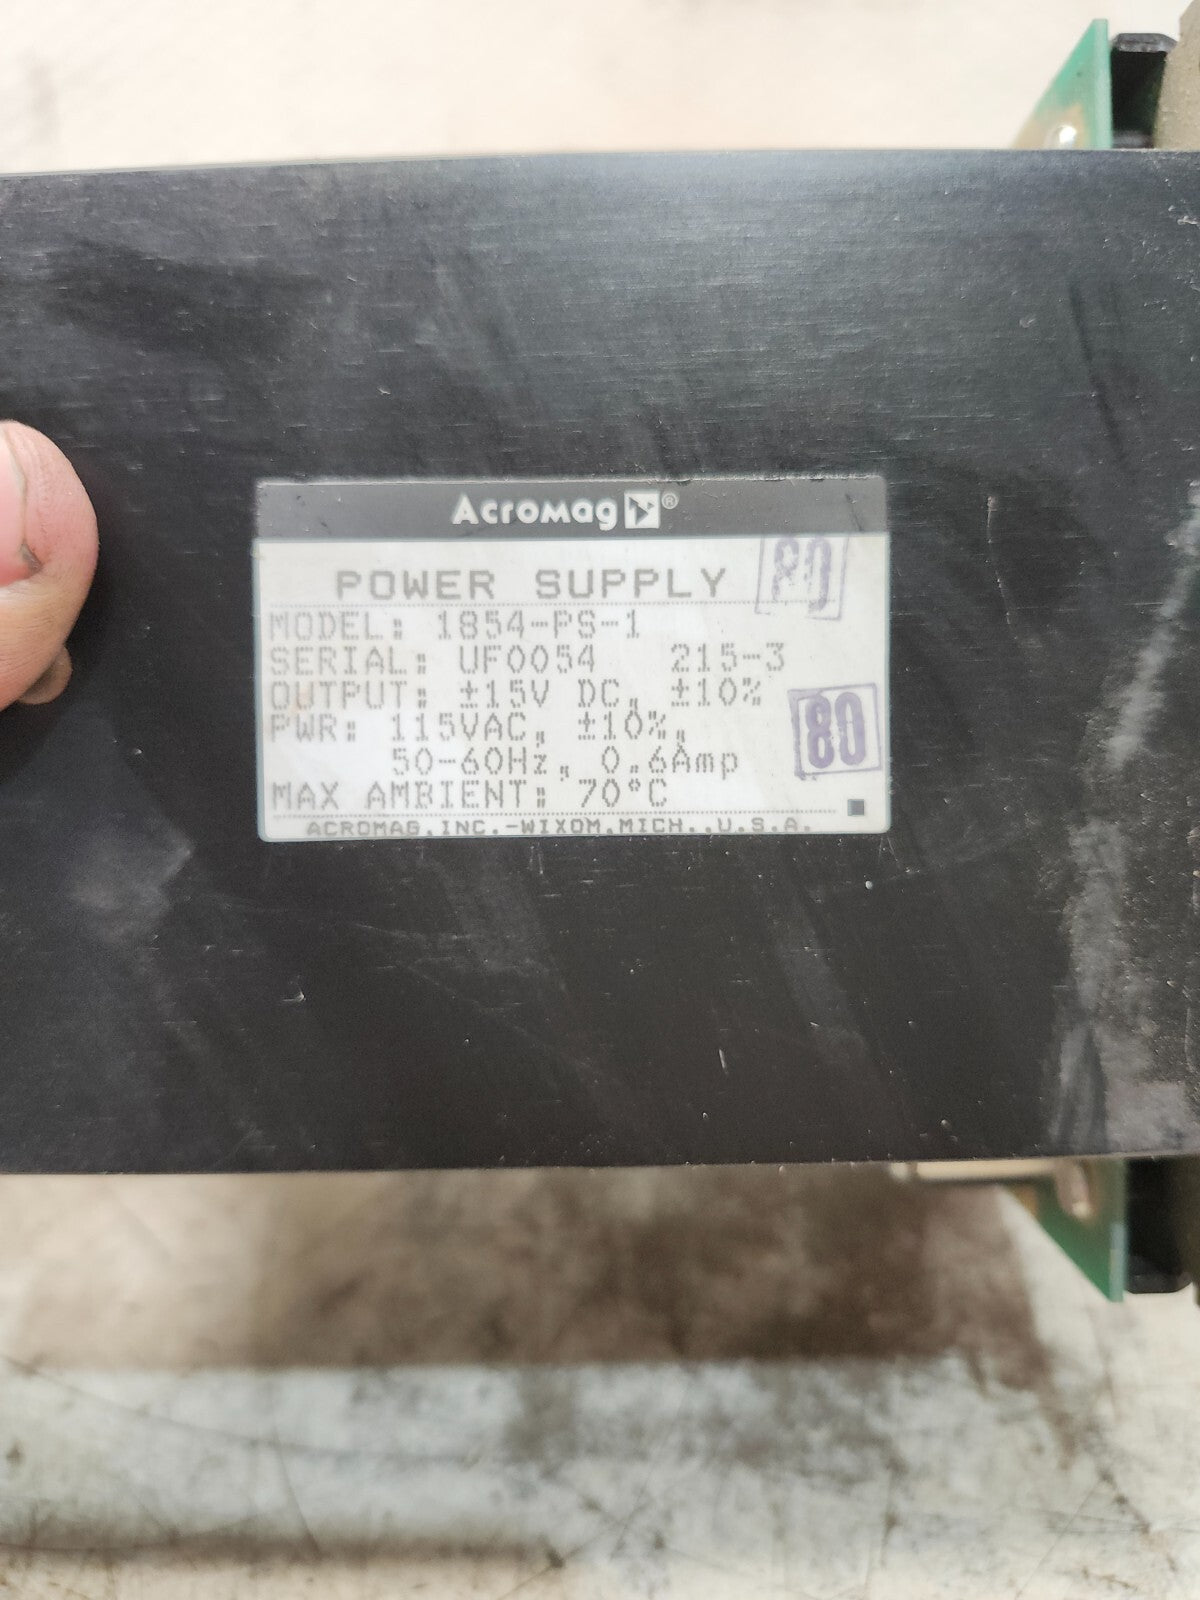 Acromag ®
POWER SUPPLY
80
MODEL: 1854-PS-1
SERIAL: UF0054 215-3
OUTPUT: ±15V DC, ±10%
PWR: 115VAC, ±10%,
80
50-60Hz, 0.6Amp
MAX AMBIENT: 70°C
ACROMAG,INC.-WIXOM,MICH.,U.S.A.